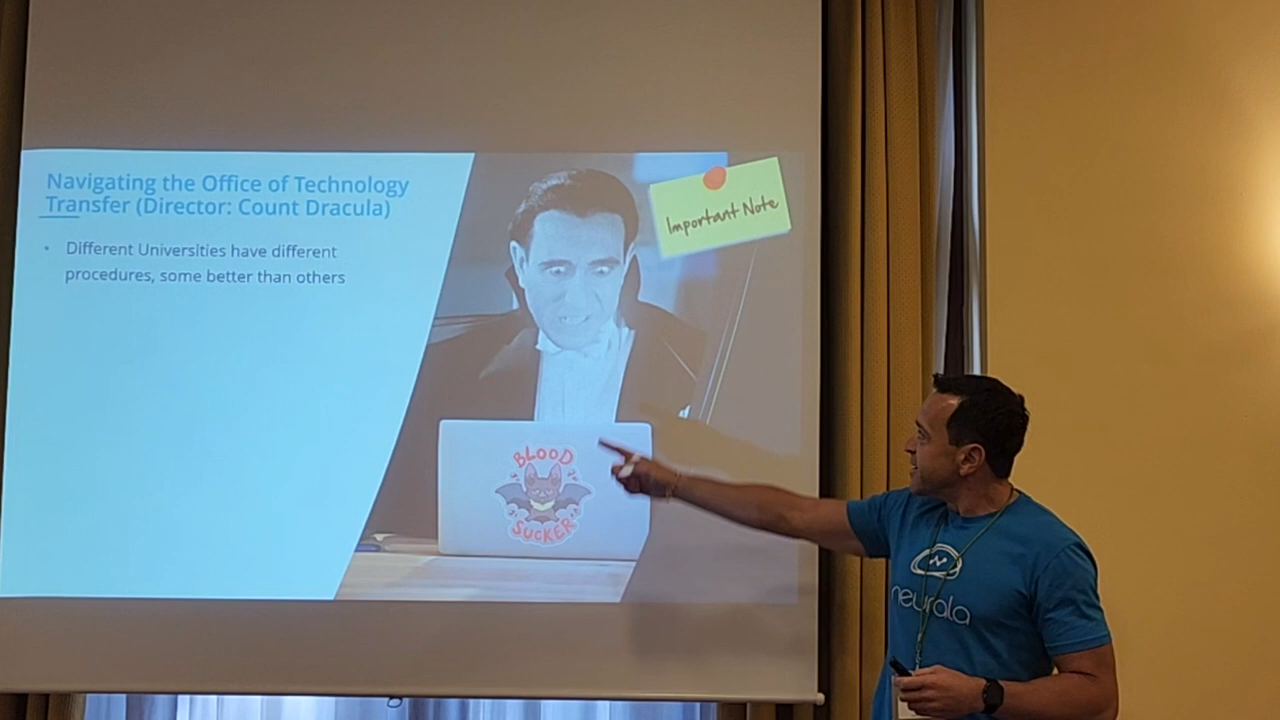 Navigating the Office of Technology
Transfer (Director: Count Dracula)
• Different Universities have different
procedures, some better than others
Important Note
BLOOD
SUCKER
neurala